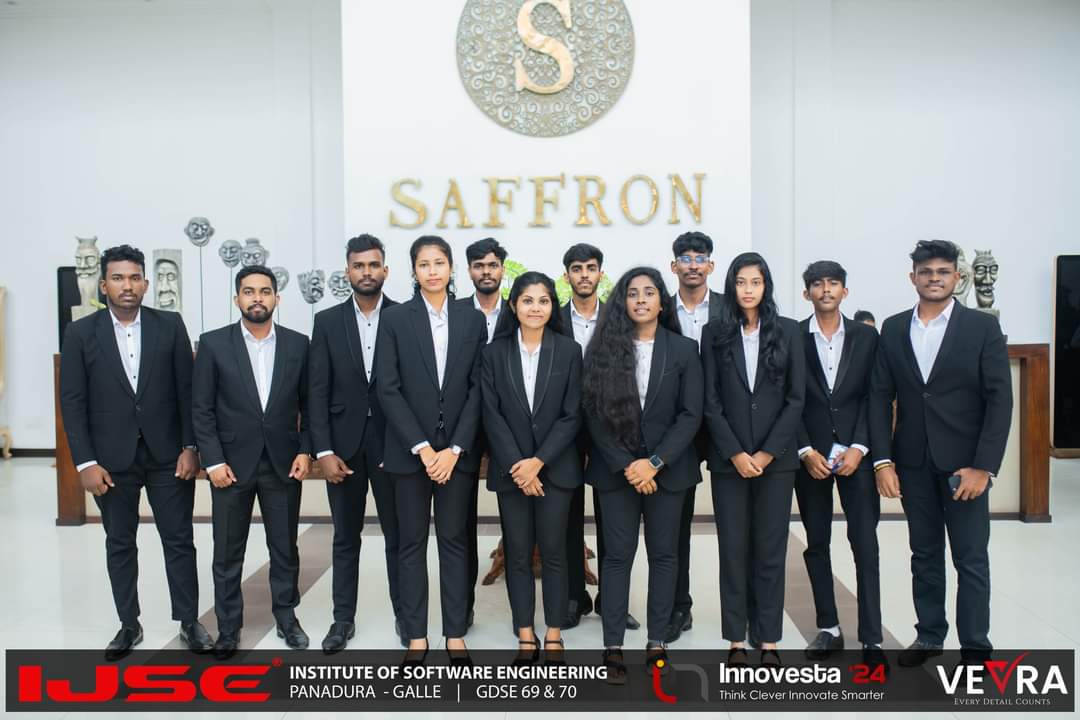 S
SAFFRON
IJSE®
INSTITUTE OF SOFTWARE ENGINEERING
PANADURA - GALLE | GDSE 69 & 70
in
Innovesta '24
Think Clever Innovate Smarter
VEVRA
EVERY DETAIL COUNTS